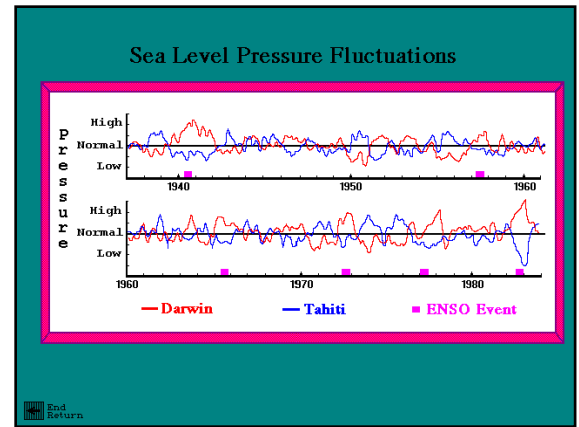 Sea Level Pressure Fluctuations
pressure
High
Normal
Low
1940 1950 1960
High
Normal
Low
1960 1970 1980
Darwin Tahiti ENSO Event
End
Return